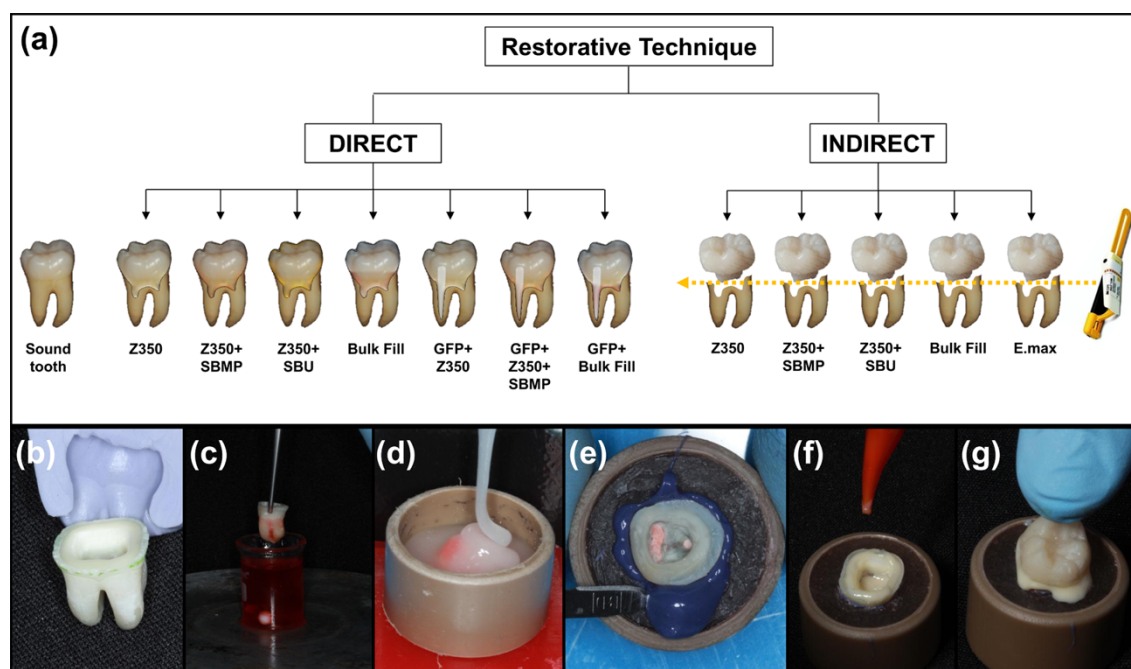 (a)
Restorative Technique
DIRECT
INDIRECT
Sound
tooth
Z350
Z350+
SBMP
Z350+
SBU
Bulk Fill
GFP+
Z350
GFP+
Z350+
SBMP
GFP+
Bulk Fill
Z350
Z350+
SBMP
Z350+
SBU
Bulk Fill
E.max
(b)
(c)
(d)
(e)
(f)
(g)